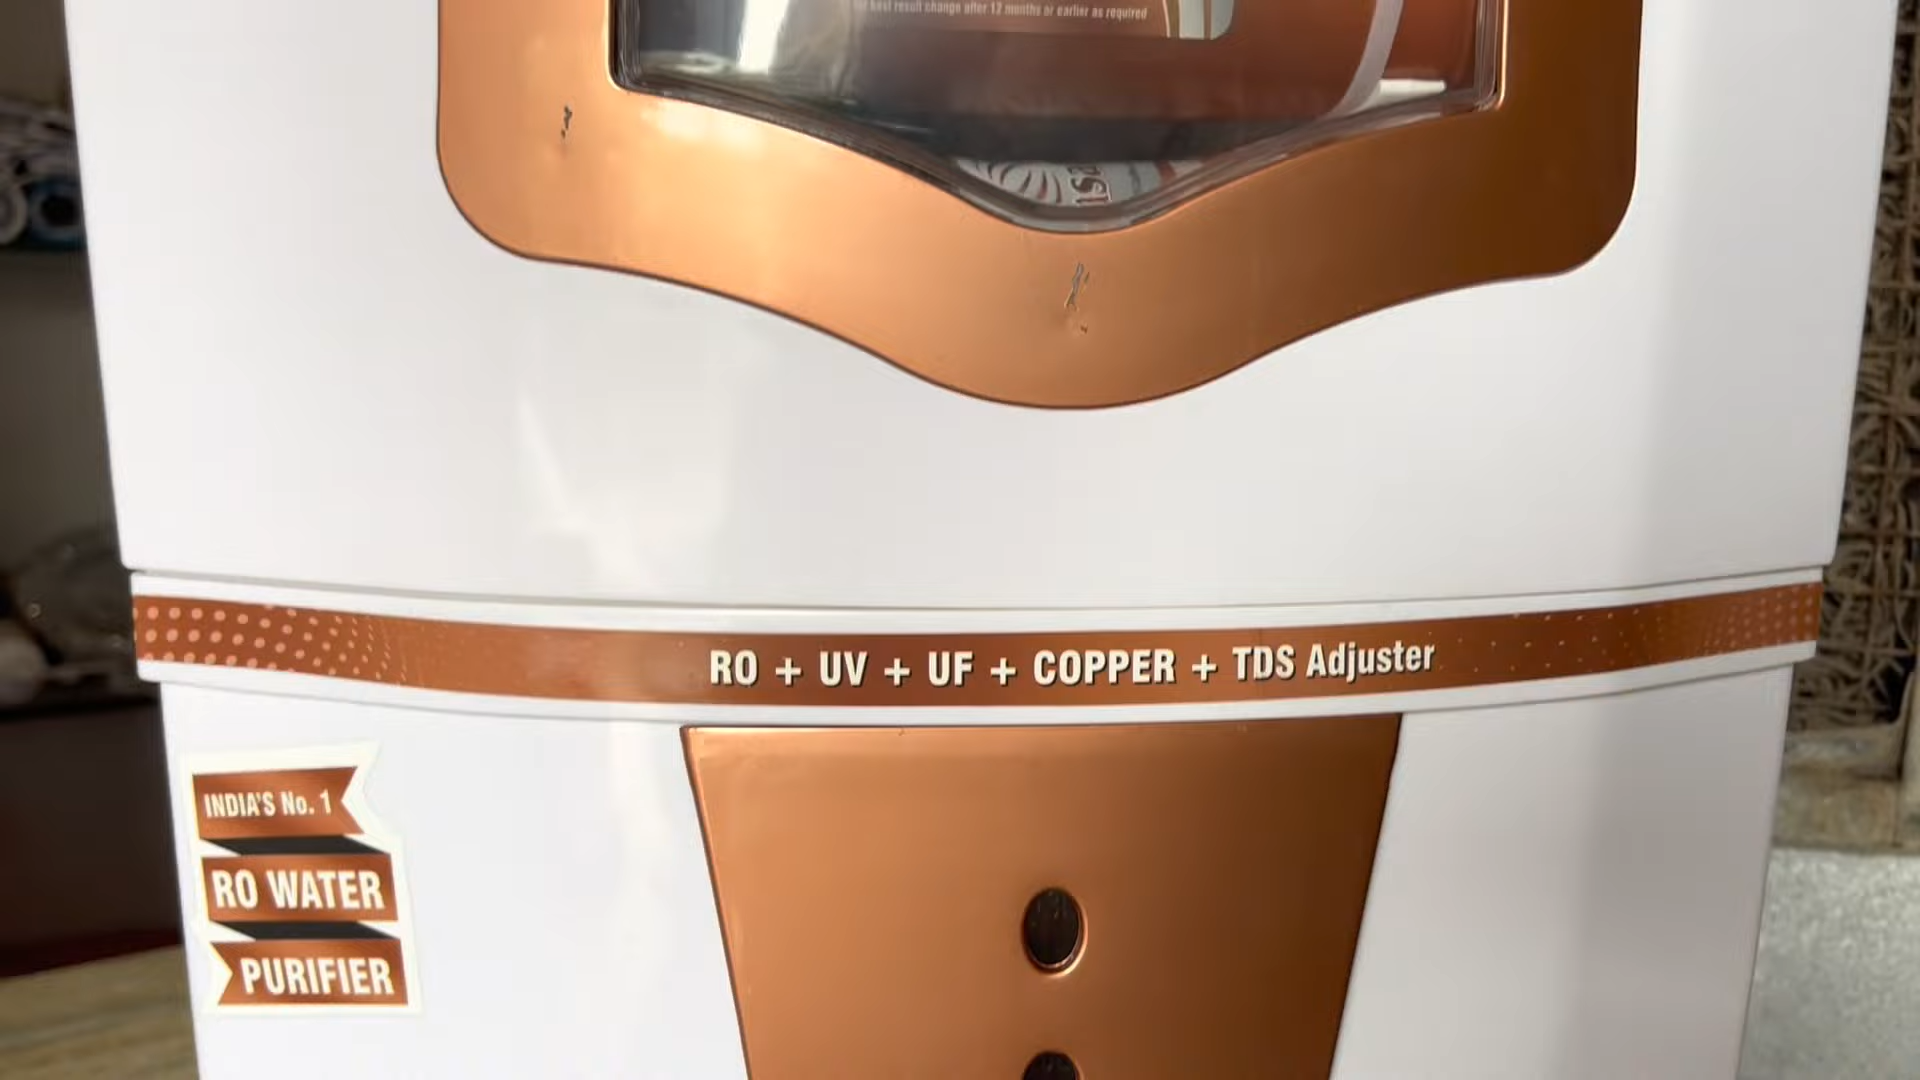 best result change after 12 months or earlier as required
RO + UV + UF + COPPER + TDS Adjuster
INDIA'S No. 1
RO WATER
PURIFIER